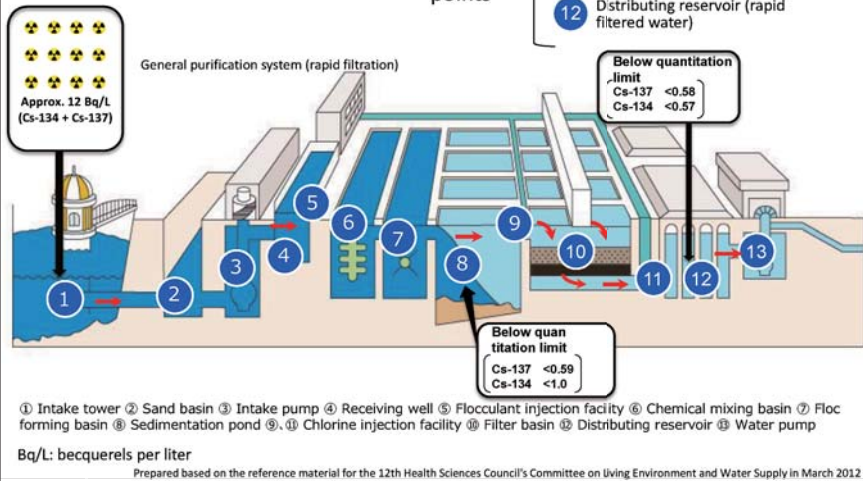 points
12 Distributing reservoir (rapid
filtered water)
Approx. 12 Bq/L
(Cs-134 + Cs-137)
General purification system (rapid filtration)
Below quantitation
limit
Cs-137 <0.58
Cs-134 <0.57
1
2
3
4
5
6
7
8
9
10
11
12
13
Below quan
titation limit
Cs-137 <0.59
Cs-134 <1.0
① Intake tower ② Sand basin ③ Intake pump ④ Receiving well ⑤ Flocculant injection facility ⑥ Chemical mixing basin ⑦ Floc
forming basin ⑧ Sedimentation pond ⑨、⑪ Chlorine injection facility ⑩ Filter basin ⑫ Distributing reservoir ⑬ Water pump
Bq/L: becquerels per liter
Prepared based on the reference material for the 12th Health Sciences Council's Committee on Living Environment and Water Supply in March 2012